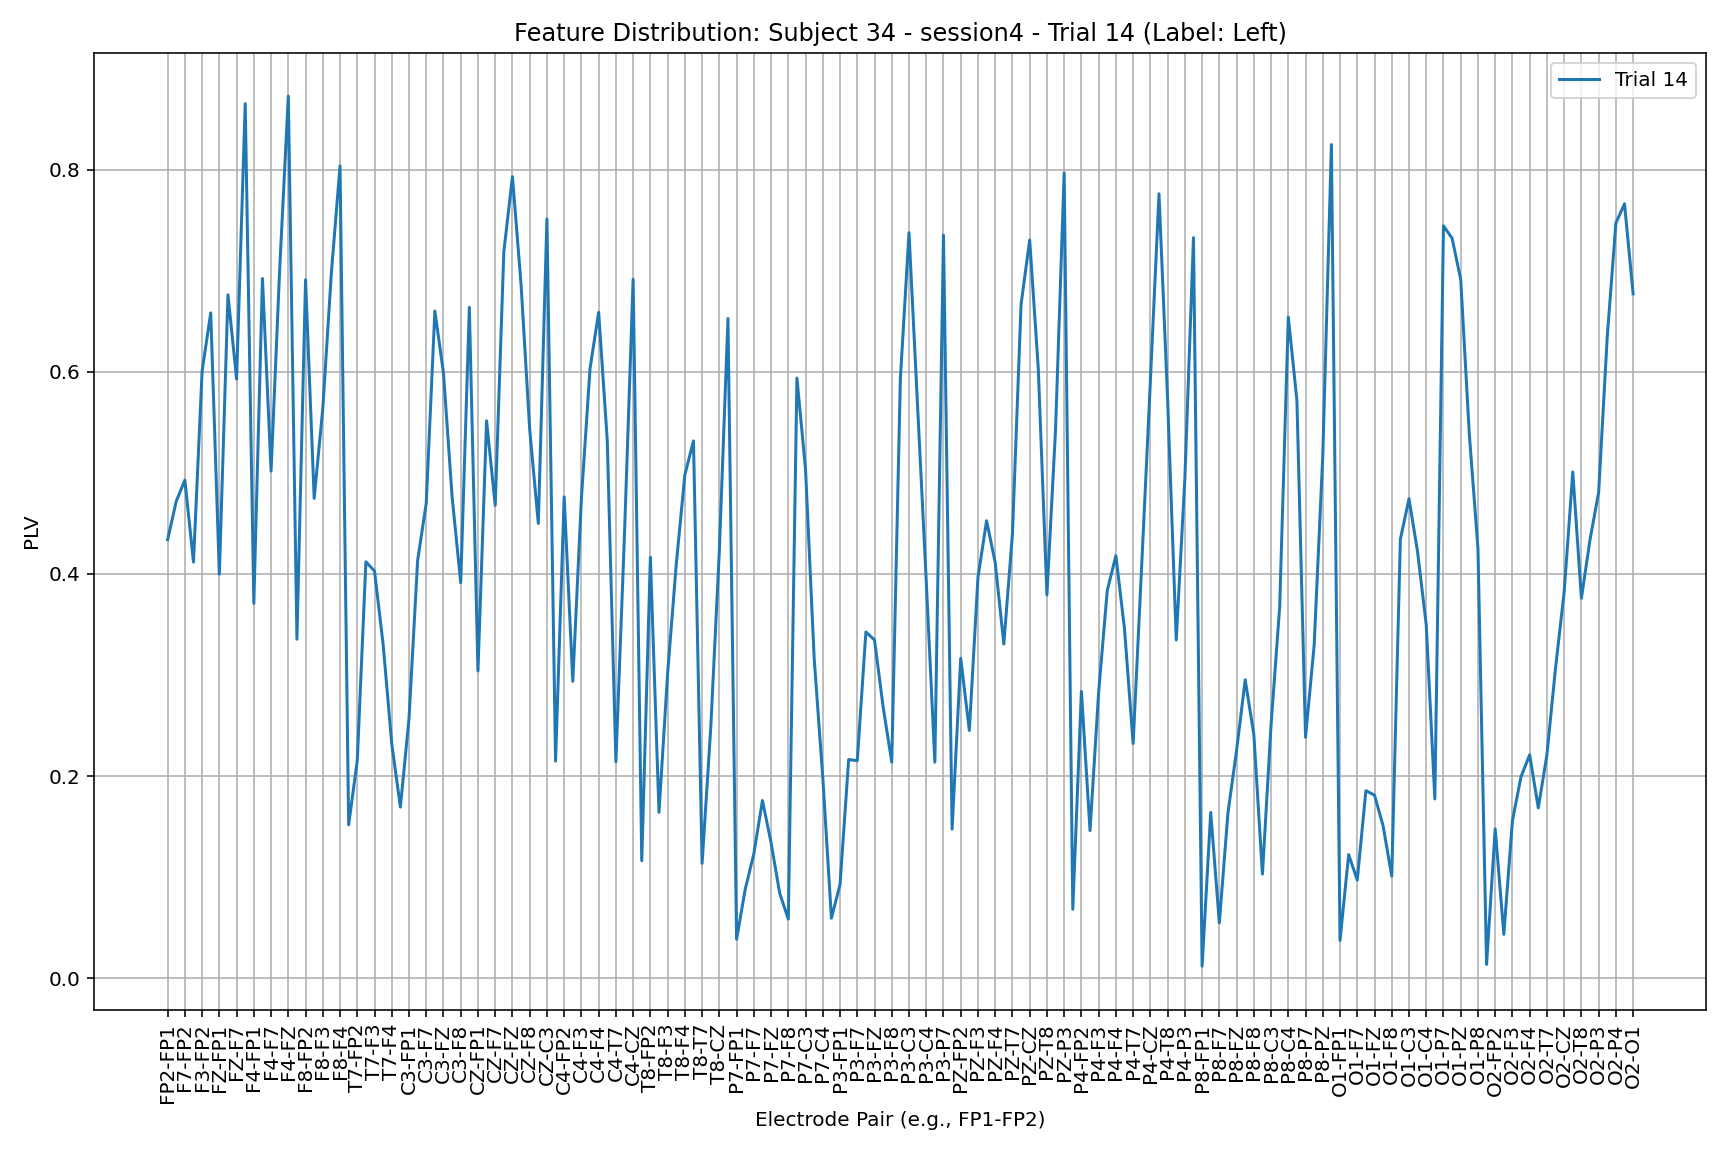 Feature Distribution: Subject 34 - session4 - Trial 14 (Label: Left)
Trial 14
PLV
0.8
0.6
0.4
0.2
0.0
FP2-FP1
F7-FP2
F3-FP2
FZ-FP1
FZ-F7
F4-FP1
F4-F7
F4-FZ
F8-FP2
F8-F3
F8-F4
T7-FP2
T7-F3
T7-F4
C3-FP1
C3-F7
C3-FZ
C3-F8
CZ-FP1
CZ-F7
CZ-FZ
CZ-F8
CZ-C3
C4-FP2
C4-F3
C4-F4
C4-T7
C4-CZ
T8-FP2
T8-F3
T8-F4
T8-T7
T8-CZ
P7-FP1
P7-F7
P7-FZ
P7-F8
P7-C3
P7-C4
P3-FP1
P3-F7
P3-FZ
P3-F8
P3-C3
P3-C4
P3-P7
PZ-FP2
PZ-F3
PZ-F4
PZ-T7
PZ-CZ
PZ-T8
PZ-P3
P4-FP2
P4-F3
P4-F4
P4-T7
P4-CZ
P4-T8
P4-P3
P8-FP1
P8-F7
P8-FZ
P8-F8
P8-C3
P8-C4
P8-P7
P8-PZ
O1-FP1
O1-F7
O1-FZ
O1-F8
O1-C3
O1-C4
O1-P7
O1-PZ
O1-P8
O2-FP2
O2-F3
O2-F4
O2-T7
O2-CZ
O2-T8
O2-P3
O2-P4
O2-O1
Electrode Pair (e.g., FP1-FP2)